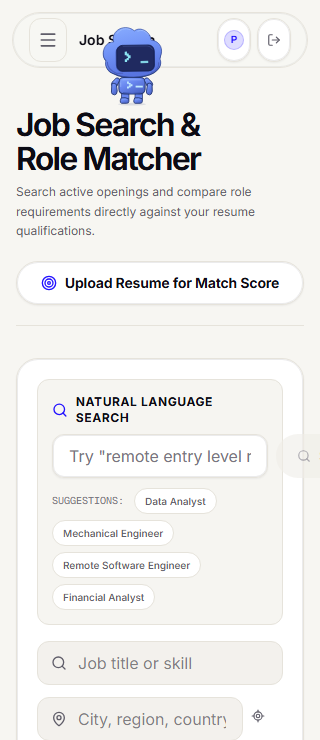 Job S
P
Job Search &
Role Matcher
Search active openings and compare role
requirements directly against your resume
qualifications.
Upload Resume for Match Score
NATURAL LANGUAGE
SEARCH
Try "remote entry level r
SUGGESTIONS: Data Analyst
Mechanical Engineer
Remote Software Engineer
Financial Analyst
Job title or skill
City, region, country